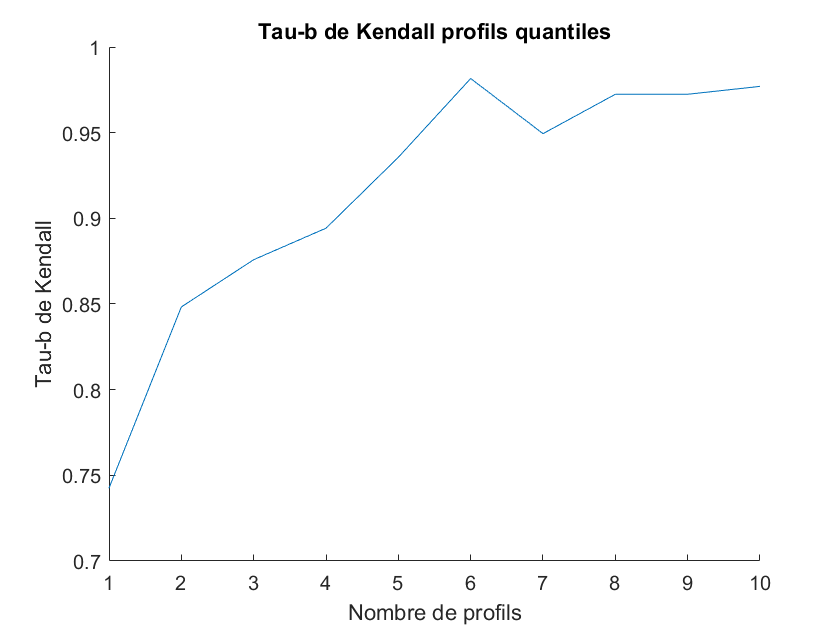 Tau-b de Kendall profils quantiles
1
0.95
0.9
0.85
0.8
0.75
0.7
Tau-b de Kendall
1 2 3 4 5 6 7 8 9 10
Nombre de profils